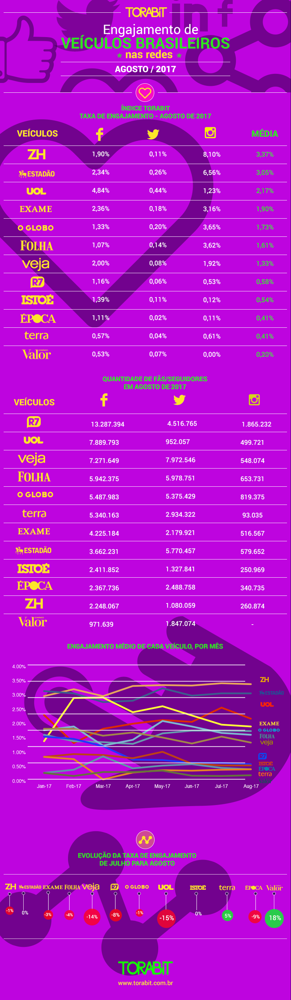 TORABiT
Engajamento de
VEÍCULOS BRASILEIROS
nas redes
AGOSTO / 2017
ÍNDICE TORABIT
TAXA DE ENGAJAMENTO - AGOSTO DE 2017
VEÍCULOS MÉDIA
ZH 1,90% 0,11% 8,10% 3,37%
ESTADÃO 2,34% 0,26% 6,56% 3,05%
UOL 4,84% 0,44% 1,23% 2,17%
EXAME 2,36% 0,18% 3,16% 1,90%
O GLOBO 1,33% 0,20% 3,65% 1,73%
FOLHA 1,07% 0,14% 3,62% 1,61%
veja 2,00% 0,08% 1,92% 1,33%
R7 1,16% 0,06% 0,53% 0,58%
ISTOÉ 1,39% 0,11% 0,12% 0,54%
ÉPOCA 1,11% 0,02% 0,11% 0,41%
terra 0,57% 0,04% 0,61% 0,41%
Valor ECONÔMICO 0,53% 0,07% 0,00% 0,20%
QUANTIDADE DE FÃS/SEGUIDORES
EM AGOSTO DE 2017
VEÍCULOS
R7 13.287.394 4.516.765 1.865.232
UOL 7.889.793 952.057 499.721
veja 7.271.649 7.972.546 548.074
FOLHA 5.942.375 5.978.751 653.731
O GLOBO 5.487.983 5.375.429 819.375
terra 5.340.163 2.934.322 93.035
EXAME 4.225.184 2.179.921 516.567
ESTADÃO 3.662.231 5.770.457 579.652
ISTOÉ 2.411.852 1.327.841 250.969
ÉPOCA 2.367.736 2.488.758 340.735
ZH 2.248.067 1.080.059 260.874
Valor ECONÔMICO 971.639 1.847.074 -
ENGAJAMENTO MÉDIO DE CADA VEÍCULO, POR MÊS
4.00%
3.50%
3.00%
2.50%
2.00%
1.50%
1.00%
0.50%
0.00%
Jan-17 Feb-17 Mar-17 Apr-17 May-17 Jun-17 Jul-17 Aug-17
ZH
ESTADÃO
UOL
EXAME
O GLOBO
FOLHA
veja
R7
ISTOÉ
ÉPOCA
terra
Valor
EVOLUÇÃO DA TAXA DE ENGAJAMENTO
DE JULHO PARA AGOSTO
ZH ESTADÃO EXAME FOLHA veja R7 O GLOBO UOL ISTOÉ terra ÉPOCA Valor
-1% 0% -3% -4% -14% -8% -1% -15% 0% 5% -9% 18%
TORABiT
www.torabit.com.br